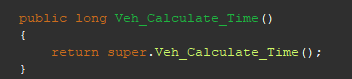 public long Veh_Calculate_Time()
{
return super.Veh_Calculate_Time();
}